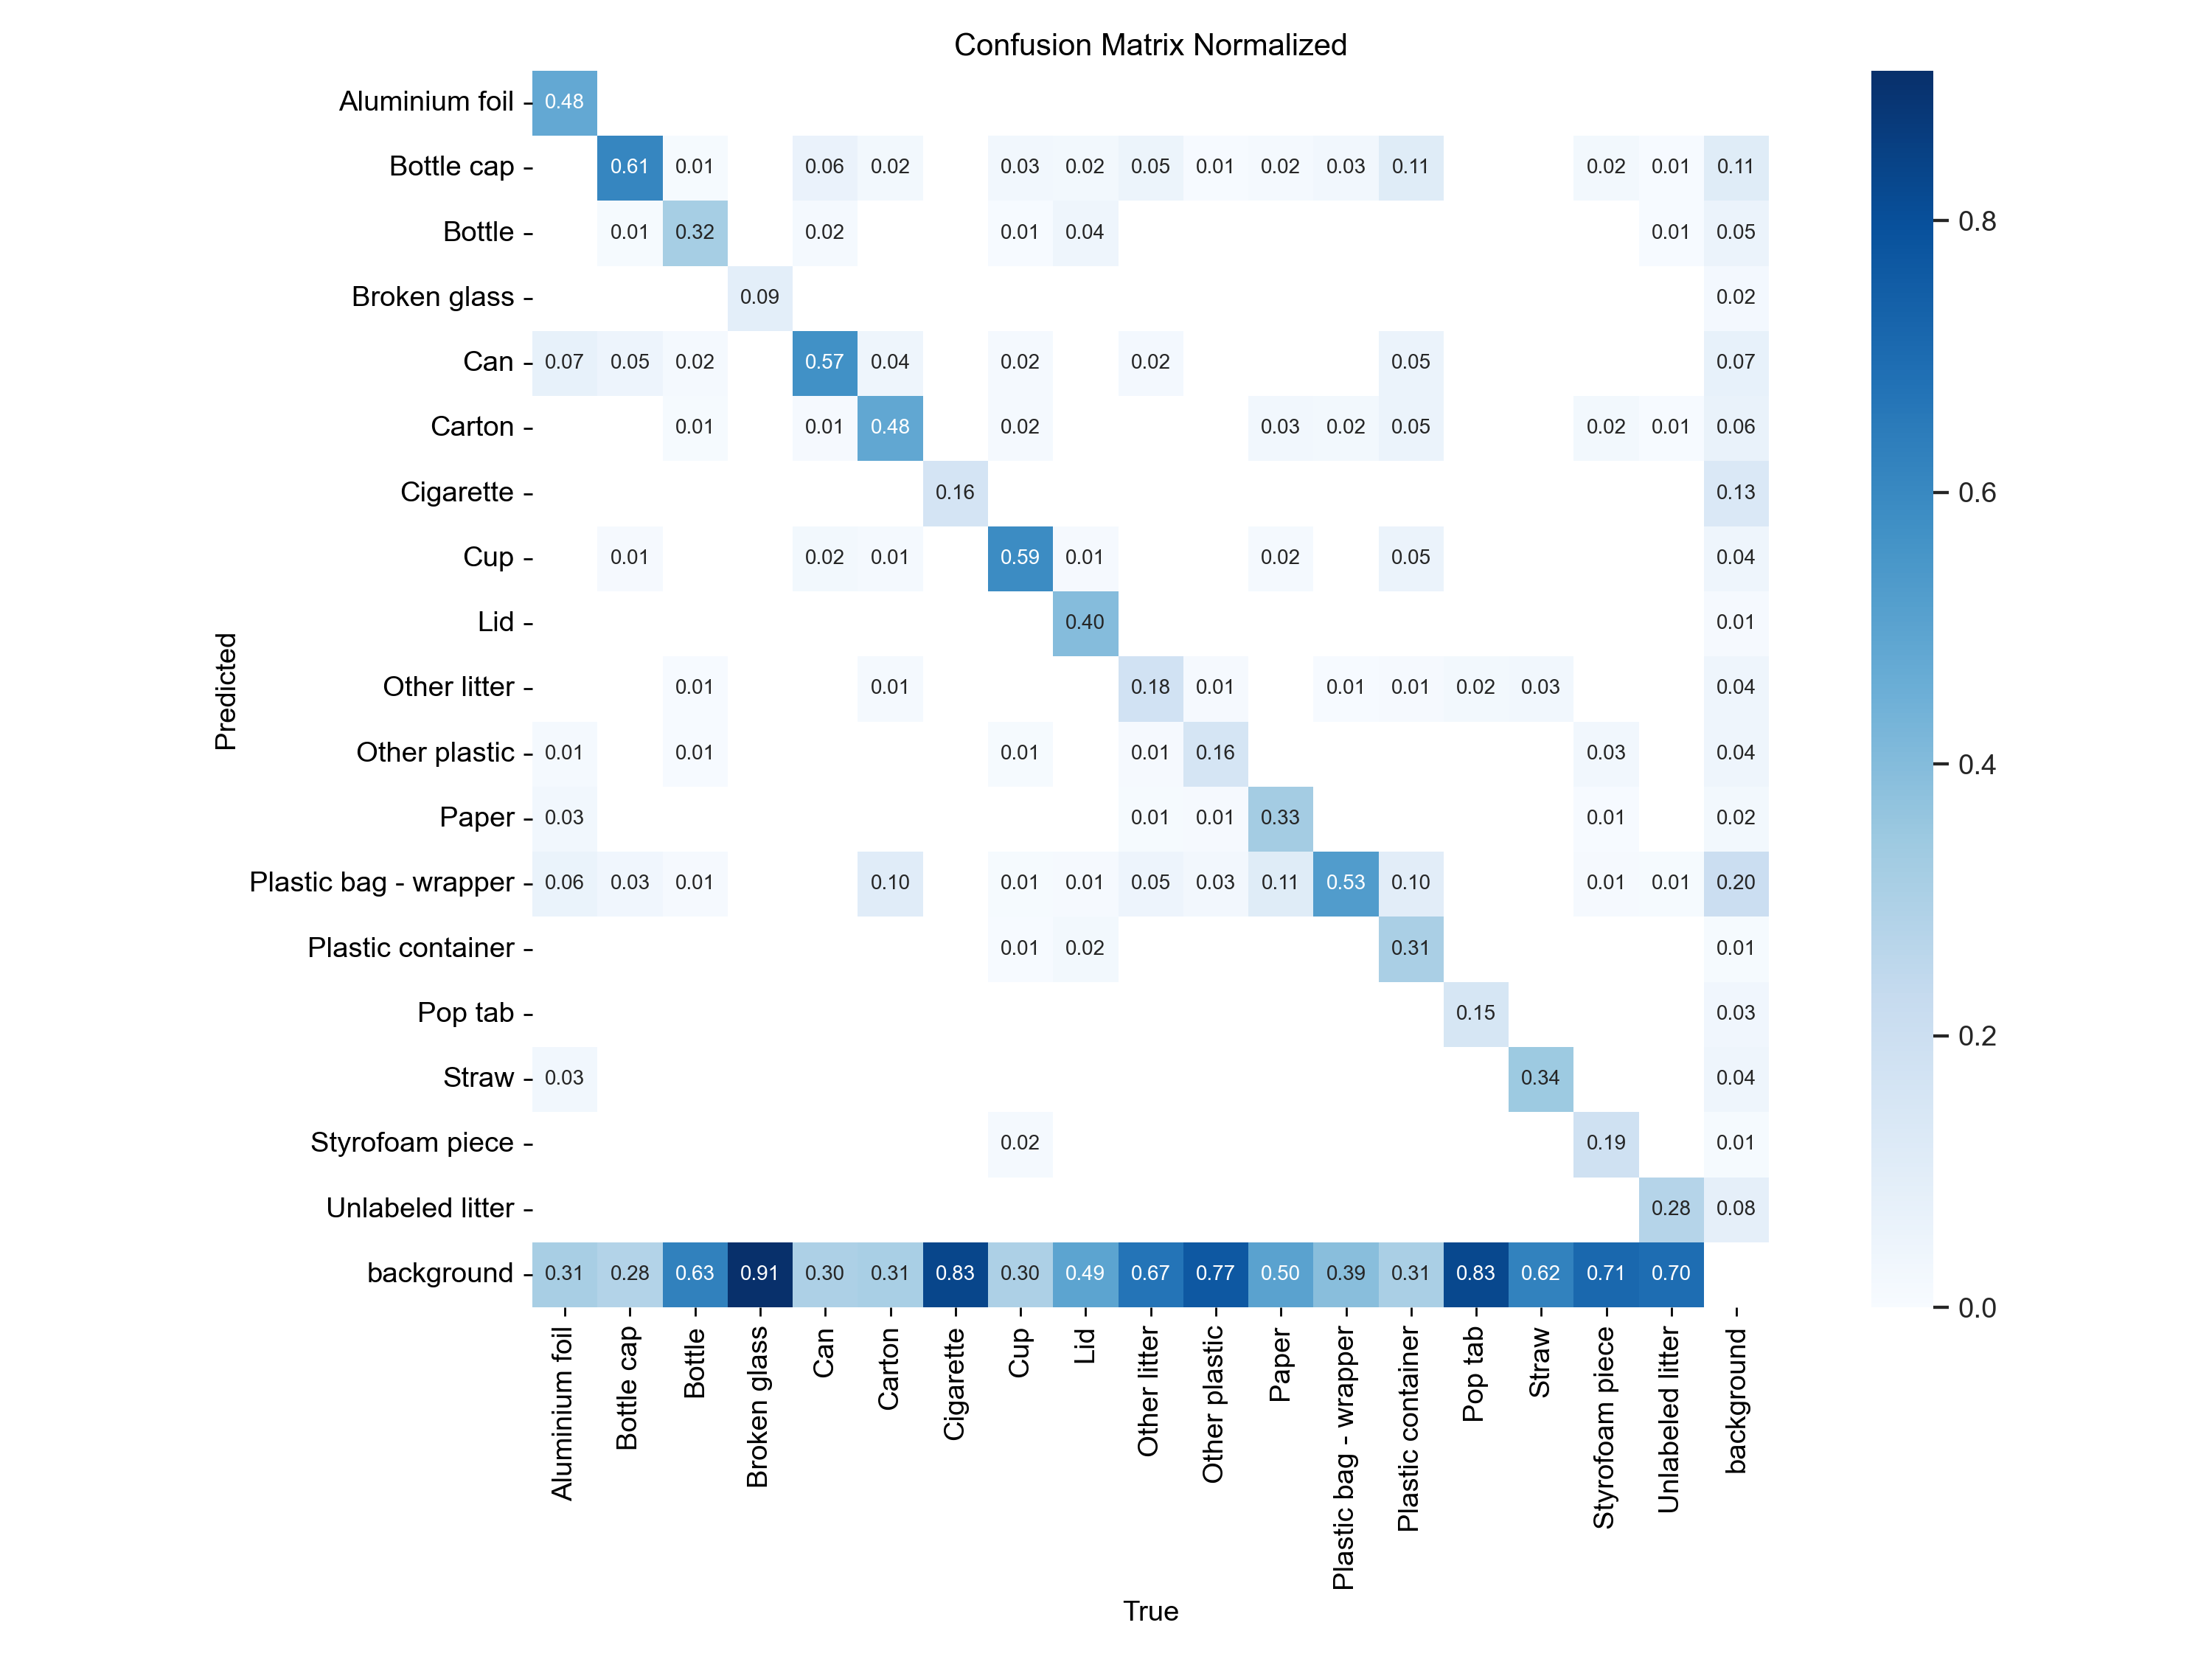 Confusion Matrix Normalized
Aluminium foil 0.48
Bottle cap 0.61 0.01 0.06 0.02 0.03 0.02 0.05 0.01 0.02 0.03 0.11 0.02 0.01 0.11
Bottle 0.01 0.32 0.02 0.01 0.04 0.01 0.05
Broken glass 0.09 0.02
Can 0.07 0.05 0.02 0.57 0.04 0.02 0.02 0.05 0.07
Carton 0.01 0.01 0.48 0.02 0.03 0.02 0.05 0.02 0.01 0.06
Cigarette 0.16 0.13
Cup 0.01 0.02 0.01 0.59 0.01 0.02 0.05 0.04
Lid 0.40 0.01
Other litter 0.01 0.01 0.18 0.01 0.01 0.01 0.02 0.03 0.04
Other plastic 0.01 0.01 0.01 0.01 0.16 0.03 0.04
Paper 0.03 0.01 0.01 0.33 0.01 0.02
Plastic bag - wrapper 0.06 0.03 0.01 0.10 0.01 0.01 0.05 0.03 0.11 0.53 0.10 0.01 0.01 0.20
Plastic container 0.01 0.02 0.31 0.01
Pop tab 0.15 0.03
Straw 0.03 0.34 0.04
Styrofoam piece 0.02 0.19 0.01
Unlabeled litter 0.28 0.08
background 0.31 0.28 0.63 0.91 0.30 0.31 0.83 0.30 0.49 0.67 0.77 0.50 0.39 0.31 0.83 0.62 0.71 0.70
Predicted
Aluminium foil
Bottle cap
Bottle
Broken glass
Can
Carton
Cigarette
Cup
Lid
Other litter
Other plastic
Paper
Plastic bag - wrapper
Plastic container
Pop tab
Straw
Styrofoam piece
Unlabeled litter
background
True
0.8
0.6
0.4
0.2
0.0